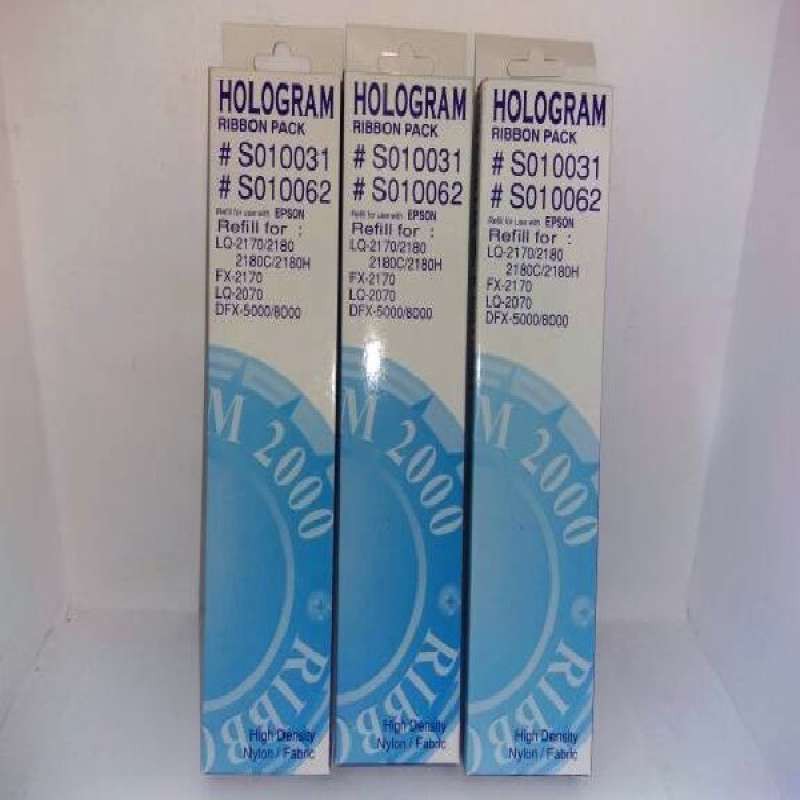 HOLOGRAM
RIBBON PACK
# S010031
# S010062
Refill for use with EPSON
Refill for :
LQ-2170/2180
2180C/2180H
FX-2170
LQ-2070
DFX-5000/8000
M 2000
RIBBO
High Density
Nylon / Fabric
HOLOGRAM
RIBBON PACK
# S010031
# S010062
Refill for use with EPSON
Refill for :
LQ-2170/2180
2180C/2180H
FX-2170
LQ-2070
DFX-5000/8000
M 2000
RIBBO
High Density
Nylon / Fabric
HOLOGRAM
RIBBON PACK
# S010031
# S010062
Refill for use with EPSON
Refill for :
LQ-2170/2180
2180C/2180H
FX-2170
LQ-2070
DFX-5000/8000
M 2000
RIBBO
High Density
Nylon / Fabric